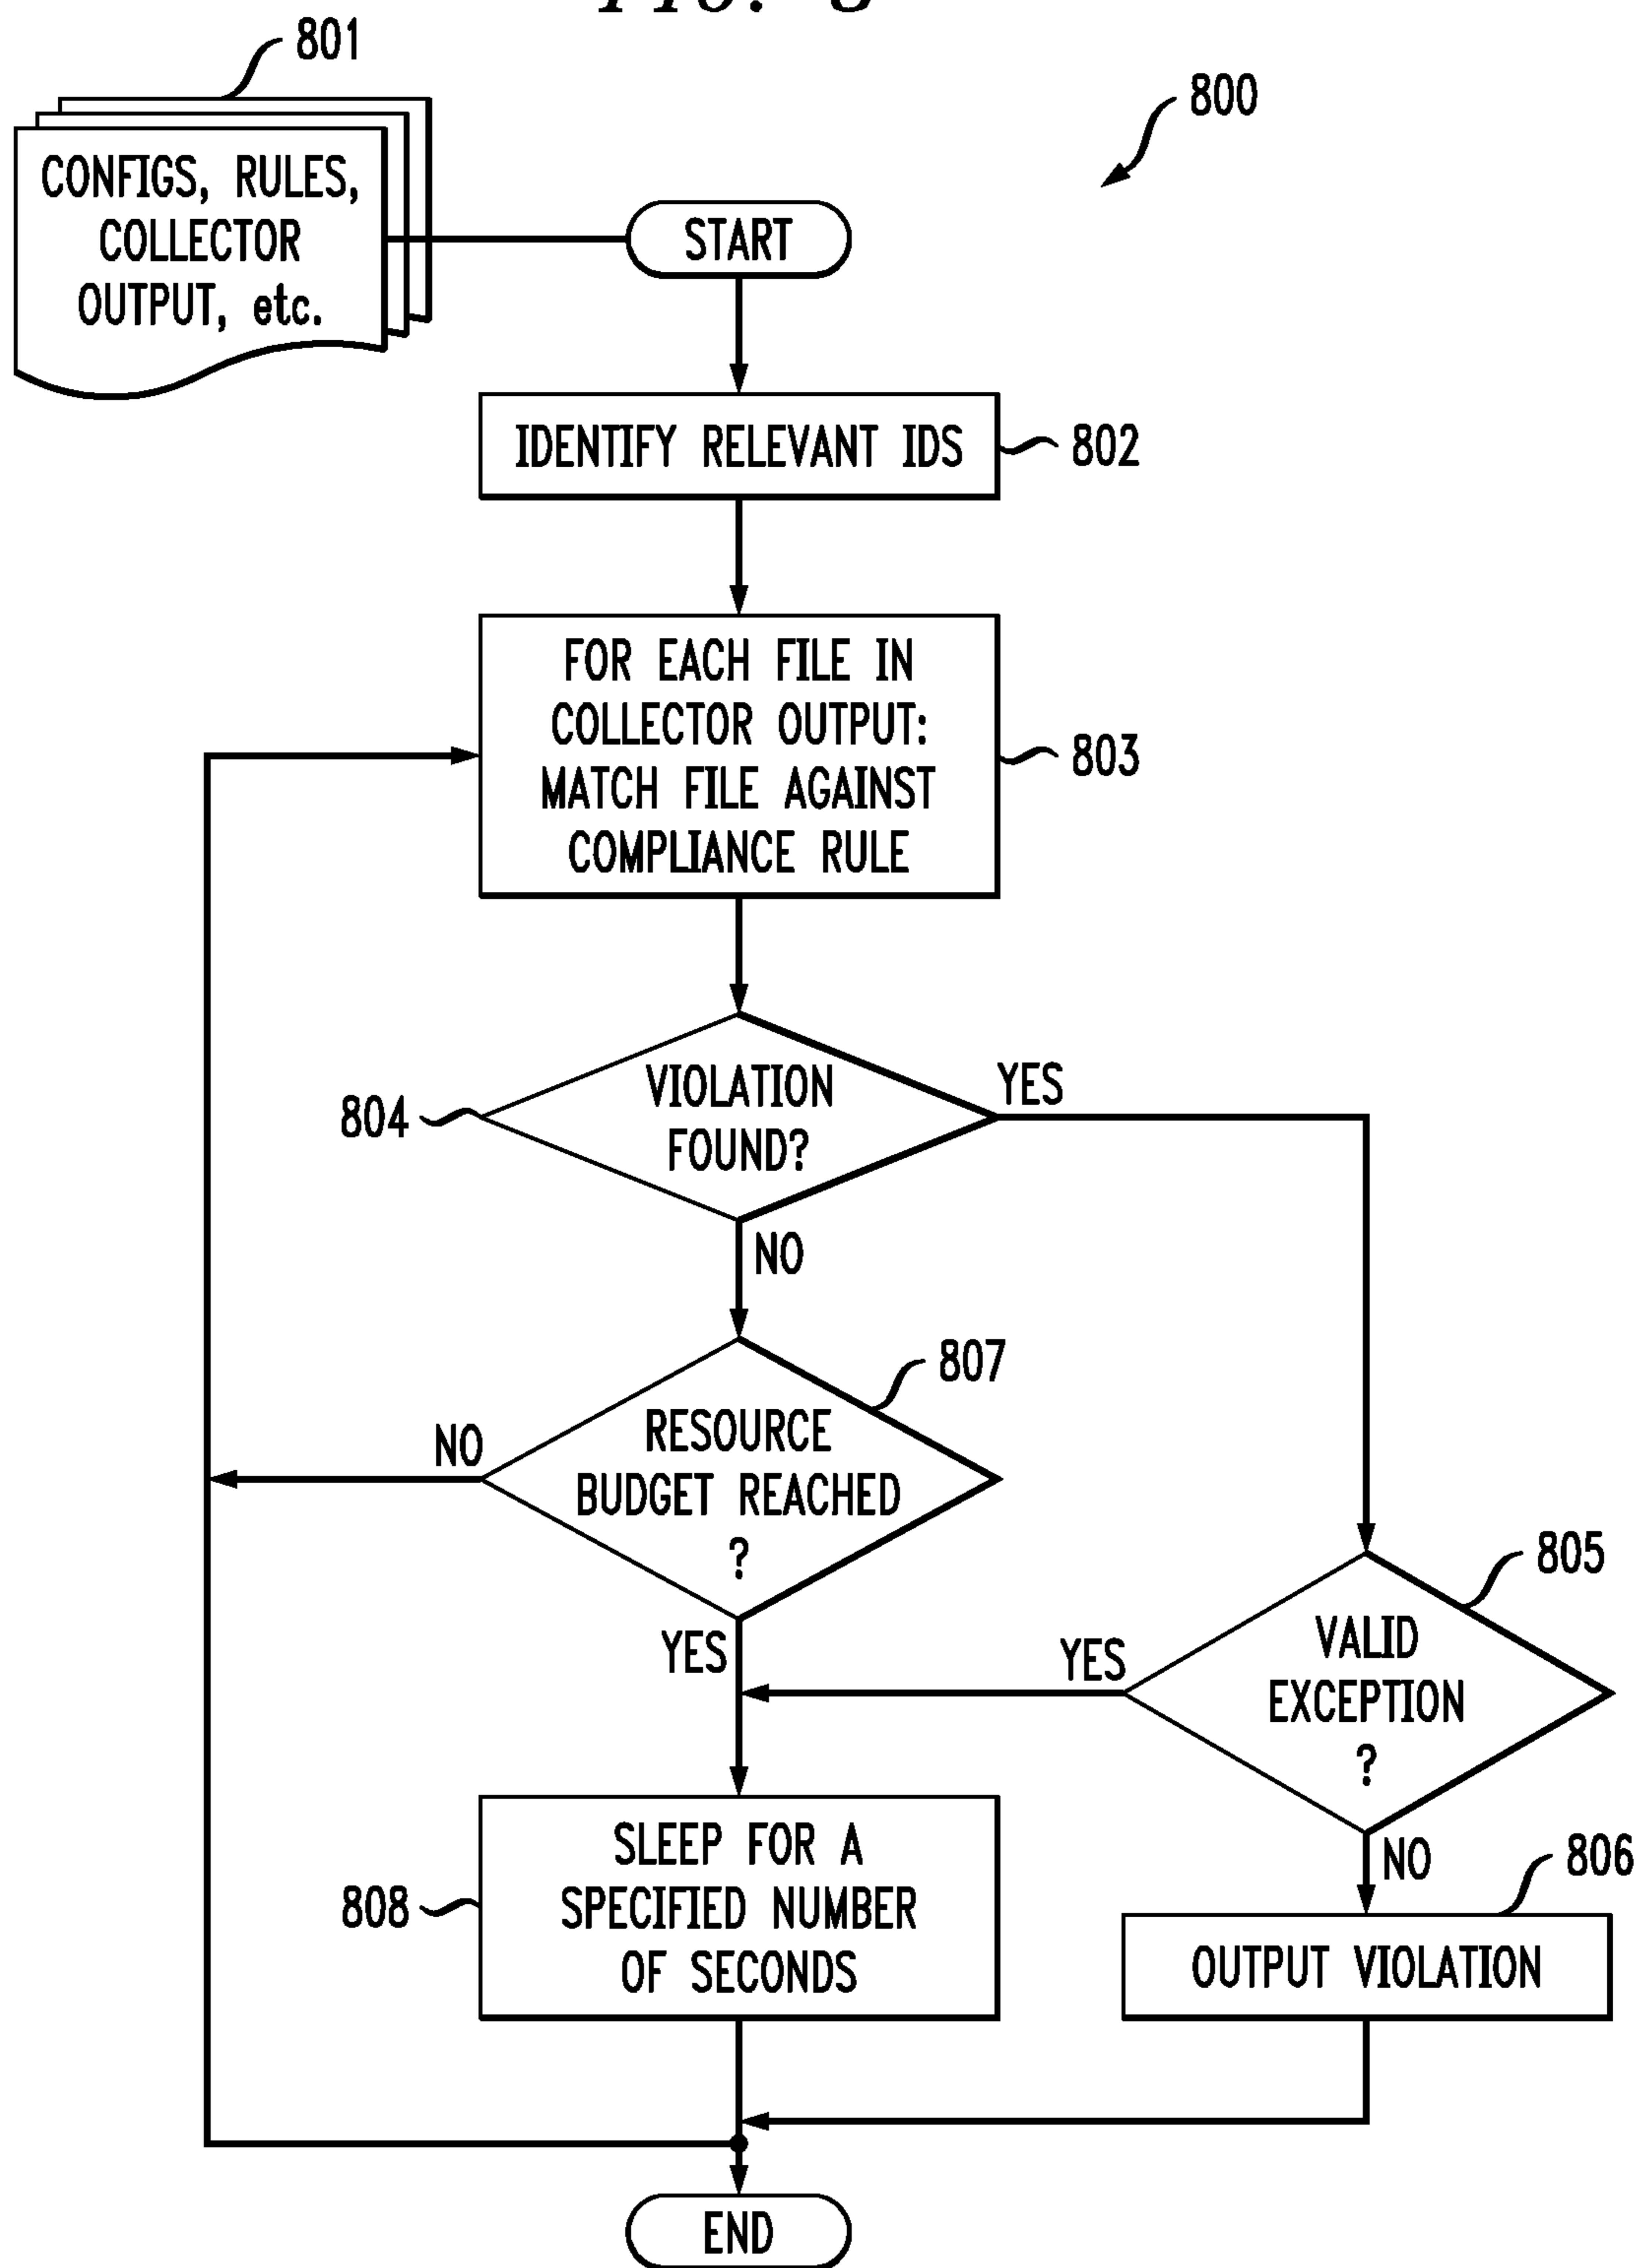 FIG. 8
801
800
CONFIGS, RULES,
COLLECTOR
OUTPUT, etc.
START
IDENTIFY RELEVANT IDS
802
FOR EACH FILE IN
COLLECTOR OUTPUT:
MATCH FILE AGAINST
COMPLIANCE RULE
803
VIOLATION
FOUND?
804
YES
NO
807
RESOURCE
BUDGET REACHED
?
NO
YES
805
VALID
EXCEPTION
?
YES
NO
806
SLEEP FOR A
SPECIFIED NUMBER
OF SECONDS
808
OUTPUT VIOLATION
END